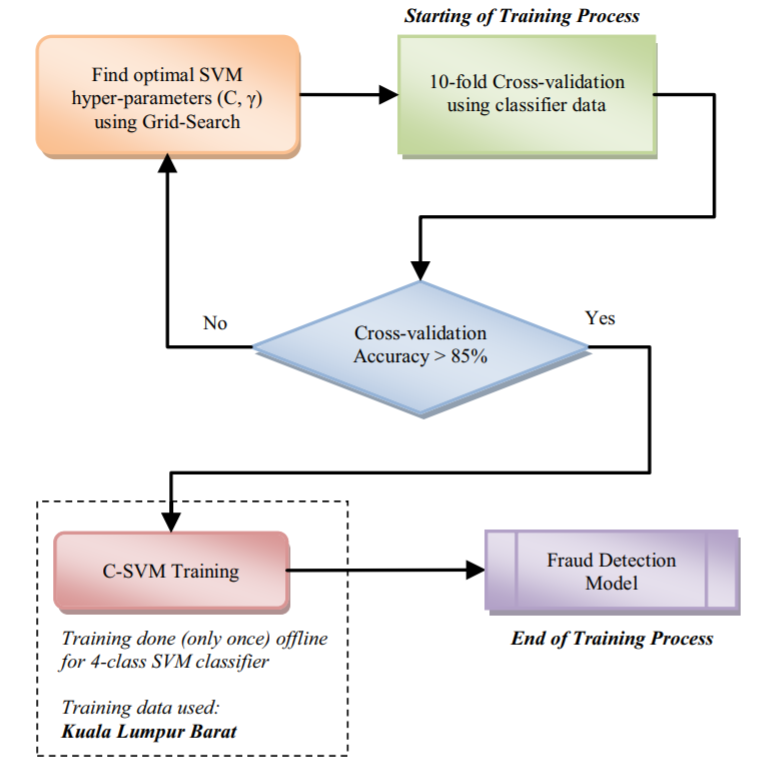 Starting of Training Process
Find optimal SVM
hyper-parameters (C, γ)
using Grid-Search
10-fold Cross-validation
using classifier data
Cross-validation
Accuracy > 85%
No
Yes
C-SVM Training
Training done (only once) offline
for 4-class SVM classifier
Training data used:
Kuala Lumpur Barat
Fraud Detection
Model
End of Training Process